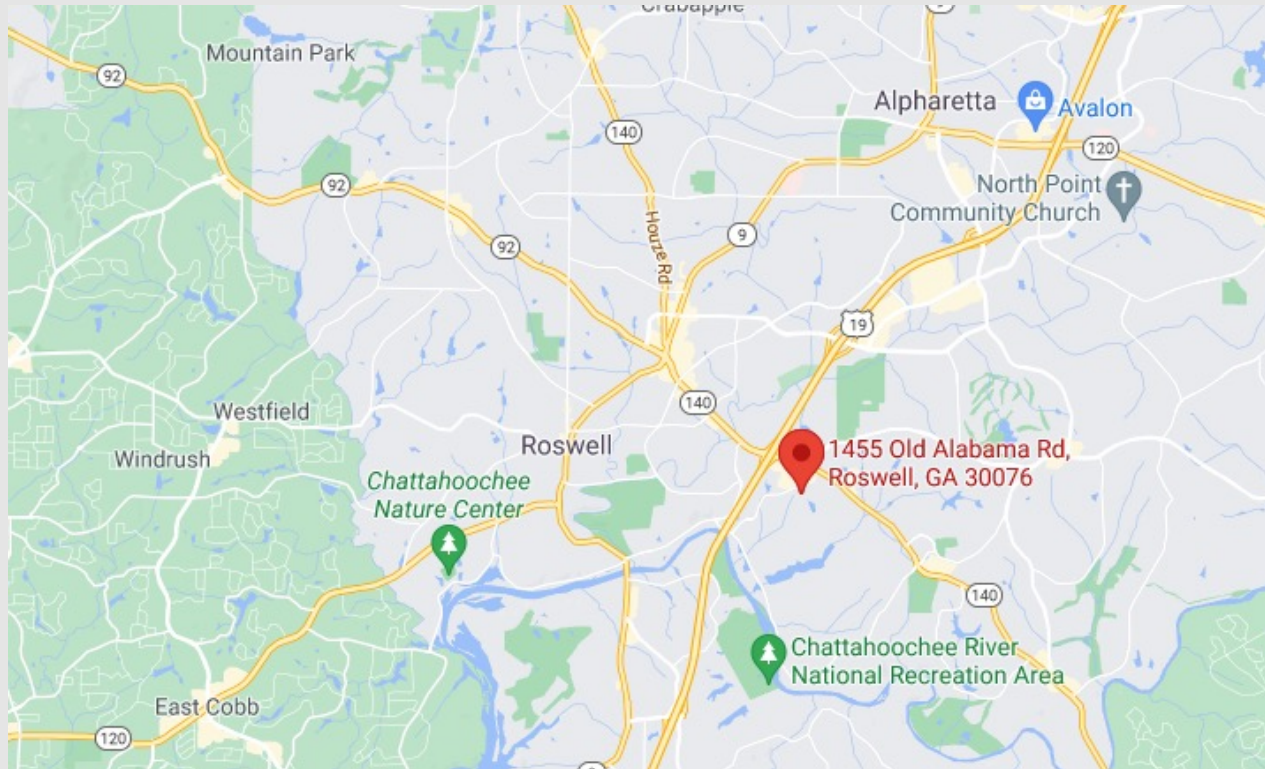 Crabapple
Mountain Park
92
Alpharetta
Avalon
140
120
92
North Point
Community Church
Houze Rd
9
92
19
140
Westfield
Roswell
1455 Old Alabama Rd,
Roswell, GA 30076
Windrush
Chattahoochee
Nature Center
140
Chattahoochee River
National Recreation Area
East Cobb
120